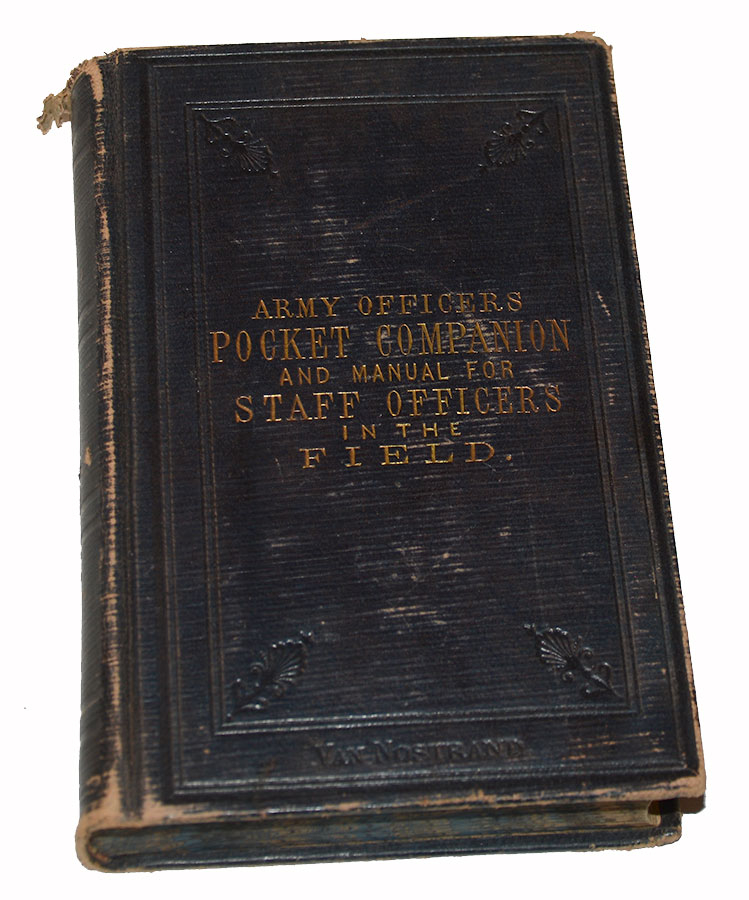 ARMY OFFICERS
POCKET COMPANION
AND MANUAL FOR
STAFF OFFICERS
IN THE
FIELD.
VAN NOSTRAND